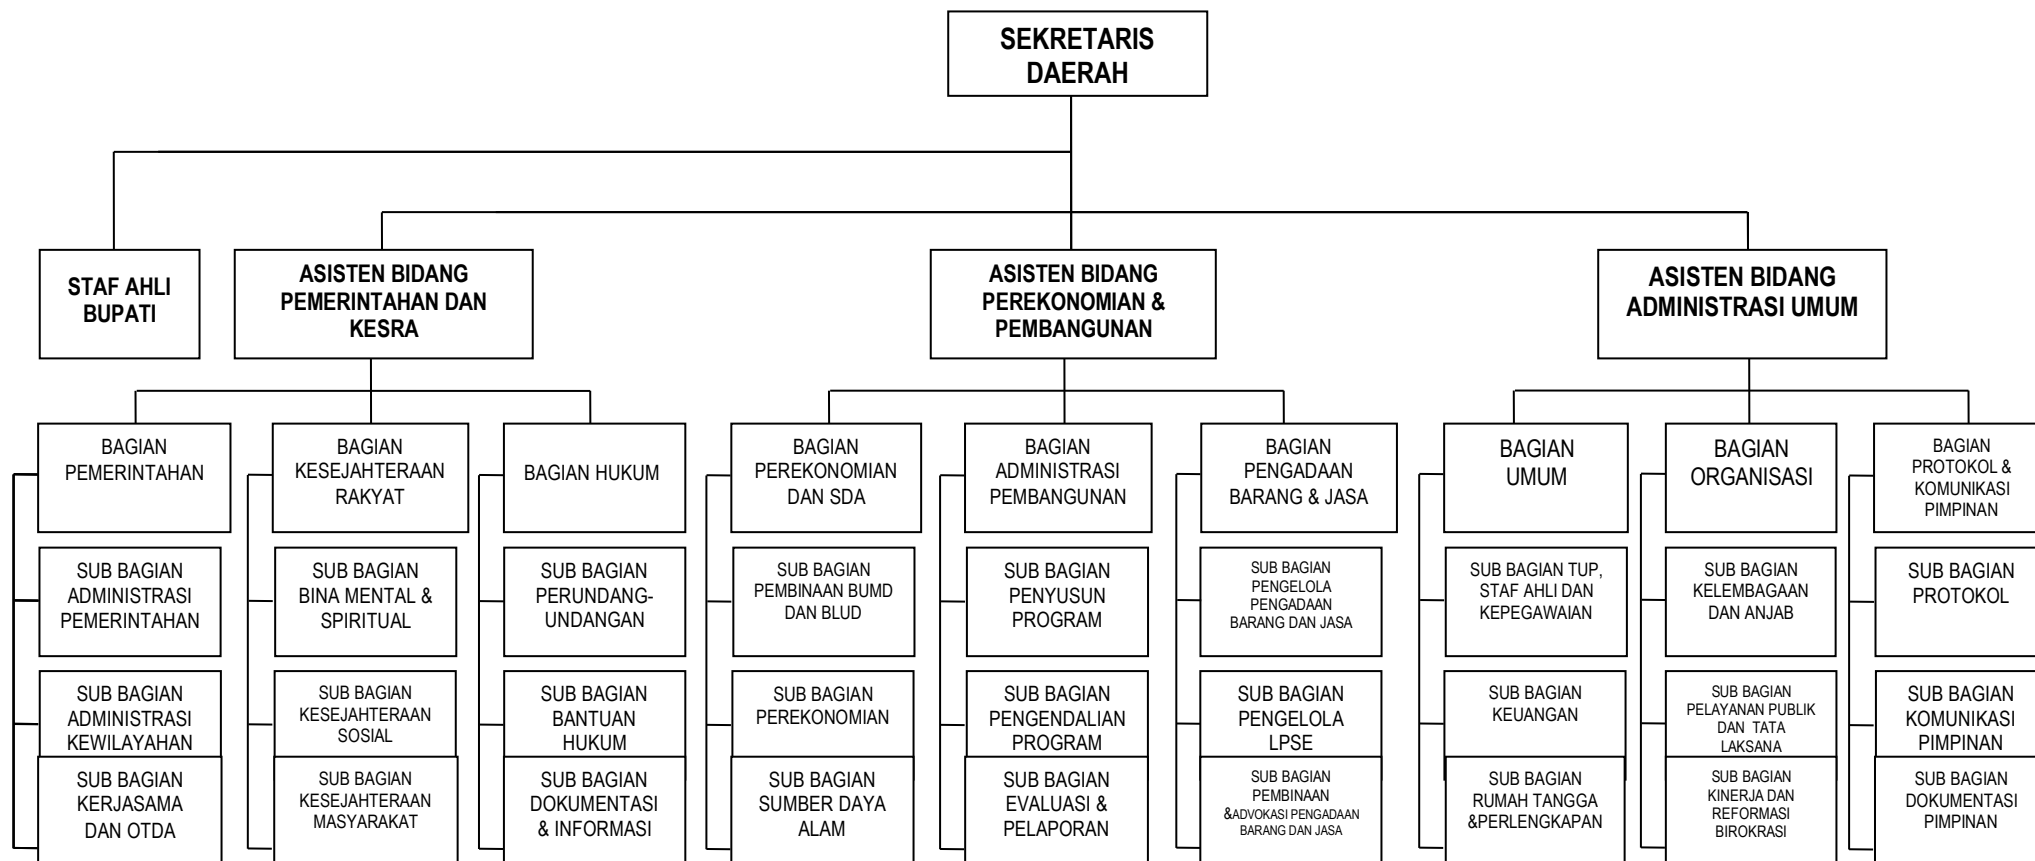 SEKRETARIS
DAERAH
STAF AHLI
BUPATI
ASISTEN BIDANG
PEMERINTAHAN DAN
KESRA
ASISTEN BIDANG
PEREKONOMIAN &
PEMBANGUNAN
ASISTEN BIDANG
ADMINISTRASI UMUM
BAGIAN
PEMERINTAHAN
BAGIAN
KESEJAHTERAAN
RAKYAT
BAGIAN HUKUM
BAGIAN
PEREKONOMIAN
DAN SDA
BAGIAN
ADMINISTRASI
PEMBANGUNAN
BAGIAN
PENGADAAN
BARANG & JASA
BAGIAN
UMUM
BAGIAN
ORGANISASI
BAGIAN
PROTOKOL &
KOMUNIKASI
PIMPINAN
SUB BAGIAN
ADMINISTRASI
PEMERINTAHAN
SUB BAGIAN
BINA MENTAL &
SPIRITUAL
SUB BAGIAN
PERUNDANG-
UNDANGAN
SUB BAGIAN
PEMBINAAN BUMD
DAN BLUD
SUB BAGIAN
PENYUSUN
PROGRAM
SUB BAGIAN
PENGELOLA
PENGADAAN
BARANG DAN JASA
SUB BAGIAN TUP,
STAF AHLI DAN
KEPEGAWAIAN
SUB BAGIAN
KELEMBAGAAN
DAN ANJAB
SUB BAGIAN
PROTOKOL
SUB BAGIAN
ADMINISTRASI
KEWILAYAHAN
SUB BAGIAN
KESEJAHTERAAN
SOSIAL
SUB BAGIAN
BANTUAN
HUKUM
SUB BAGIAN
PEREKONOMIAN
SUB BAGIAN
PENGENDALIAN
PROGRAM
SUB BAGIAN
PENGELOLA
LPSE
SUB BAGIAN
KEUANGAN
SUB BAGIAN
PELAYANAN PUBLIK
DAN TATA
LAKSANA
SUB BAGIAN
KOMUNIKASI
PIMPINAN
SUB BAGIAN
KERJASAMA
DAN OTDA
SUB BAGIAN
KESEJAHTERAAN
MASYARAKAT
SUB BAGIAN
DOKUMENTASI
& INFORMASI
SUB BAGIAN
SUMBER DAYA
ALAM
SUB BAGIAN
EVALUASI &
PELAPORAN
SUB BAGIAN
PEMBINAAN
&ADVOKASI PENGADAAN
BARANG DAN JASA
SUB BAGIAN
RUMAH TANGGA
&PERLENGKAPAN
SUB BAGIAN
KINERJA DAN
REFORMASI
BIROKRASI
SUB BAGIAN
DOKUMENTASI
PIMPINAN